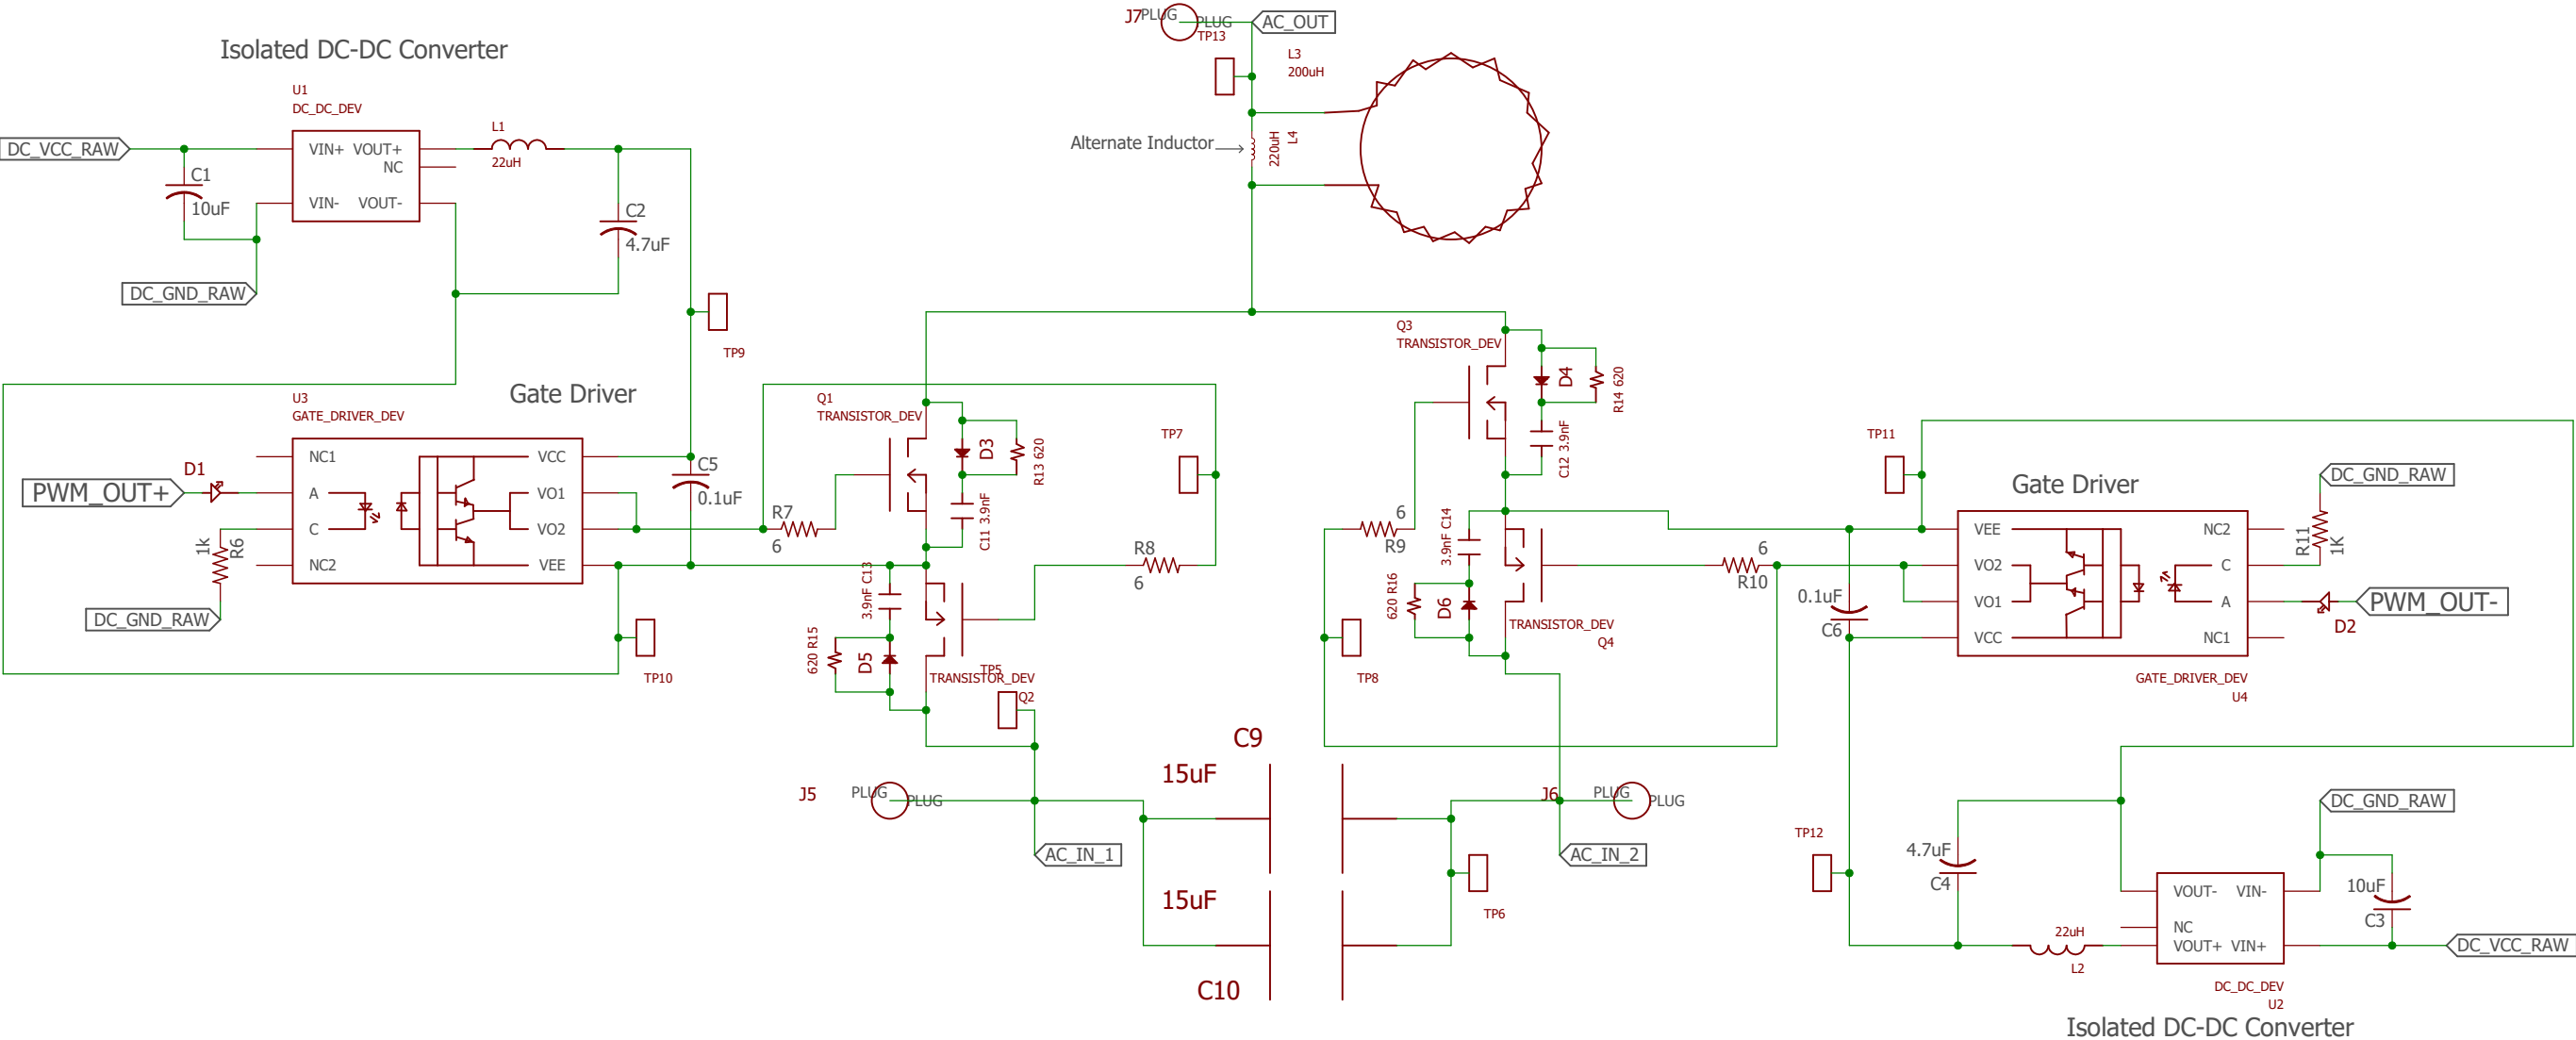 J7
PLUG
PLUG
AC_OUT
TP13
L3
200uH
Alternate Inductor
220uH
L4
Isolated DC-DC Converter
U1
DC_DC_DEV
DC_VCC_RAW
VIN+
VOUT+
NC
VIN-
VOUT-
L1
22uH
C1
10uF
C2
4.7uF
DC_GND_RAW
TP9
Gate Driver
U3
GATE_DRIVER_DEV
D1
PWM_OUT+
NC1
A
C
NC2
VCC
VO1
VO2
VEE
C5
0.1uF
1k
R6
DC_GND_RAW
TP10
Q1
TRANSISTOR_DEV
D3
R13 620
C11 3.9nF
R7
6
TP7
R8
6
3.9nF C13
620 R15
D5
TP5
TRANSISTOR_DEV
Q2
Q3
TRANSISTOR_DEV
D4
R14 620
C12 3.9nF
6
R9
3.9nF C14
620 R16
D6
TRANSISTOR_DEV
Q4
6
R10
TP8
TP11
Gate Driver
DC_GND_RAW
R11
1K
VEE
VO2
VO1
VCC
NC2
C
A
NC1
PWM_OUT-
D2
GATE_DRIVER_DEV
U4
0.1uF
C6
C9
15uF
J5
PLUG
PLUG
J6
PLUG
PLUG
AC_IN_1
AC_IN_2
15uF
C10
TP6
TP12
4.7uF
C4
DC_GND_RAW
VOUT-
VIN-
NC
VOUT+
VIN+
10uF
C3
22uH
L2
DC_VCC_RAW
DC_DC_DEV
U2
Isolated DC-DC Converter